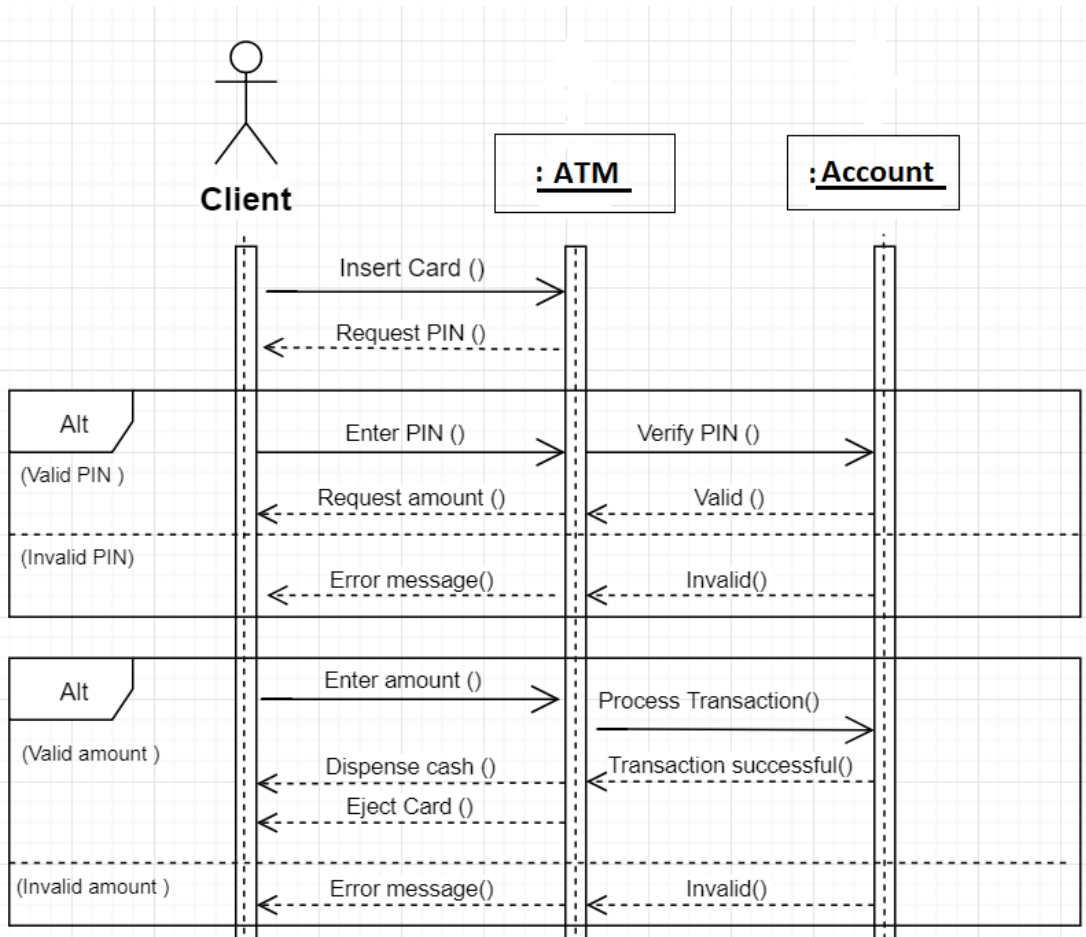 Client
: ATM
:Account
Insert Card ()
Request PIN ()
Alt
Enter PIN ()
Verify PIN ()
(Valid PIN )
Request amount ()
Valid ()
(Invalid PIN)
Error message()
Invalid()
Alt
Enter amount ()
Process Transaction()
(Valid amount )
Dispense cash ()
Transaction successful()
Eject Card ()
(Invalid amount )
Error message()
Invalid()